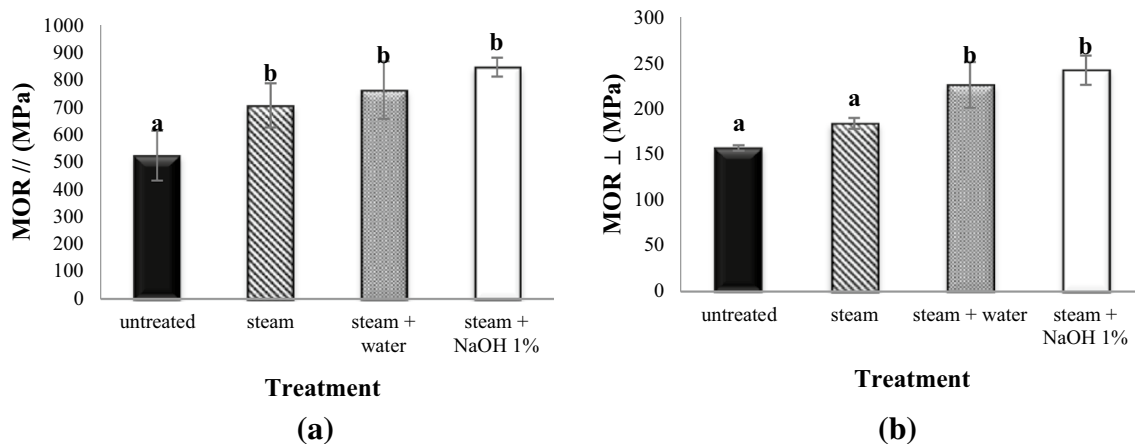 1000
900
800
700
600
500
400
300
200
100
0
MOR // (MPa)
a
b
b
b
untreated
steam
steam +
water
steam +
NaOH 1%
Treatment
(a)
300
250
200
150
100
50
0
MOR ⊥ (MPa)
a
a
b
b
untreated
steam
steam + water
steam +
NaOH 1%
Treatment
(b)